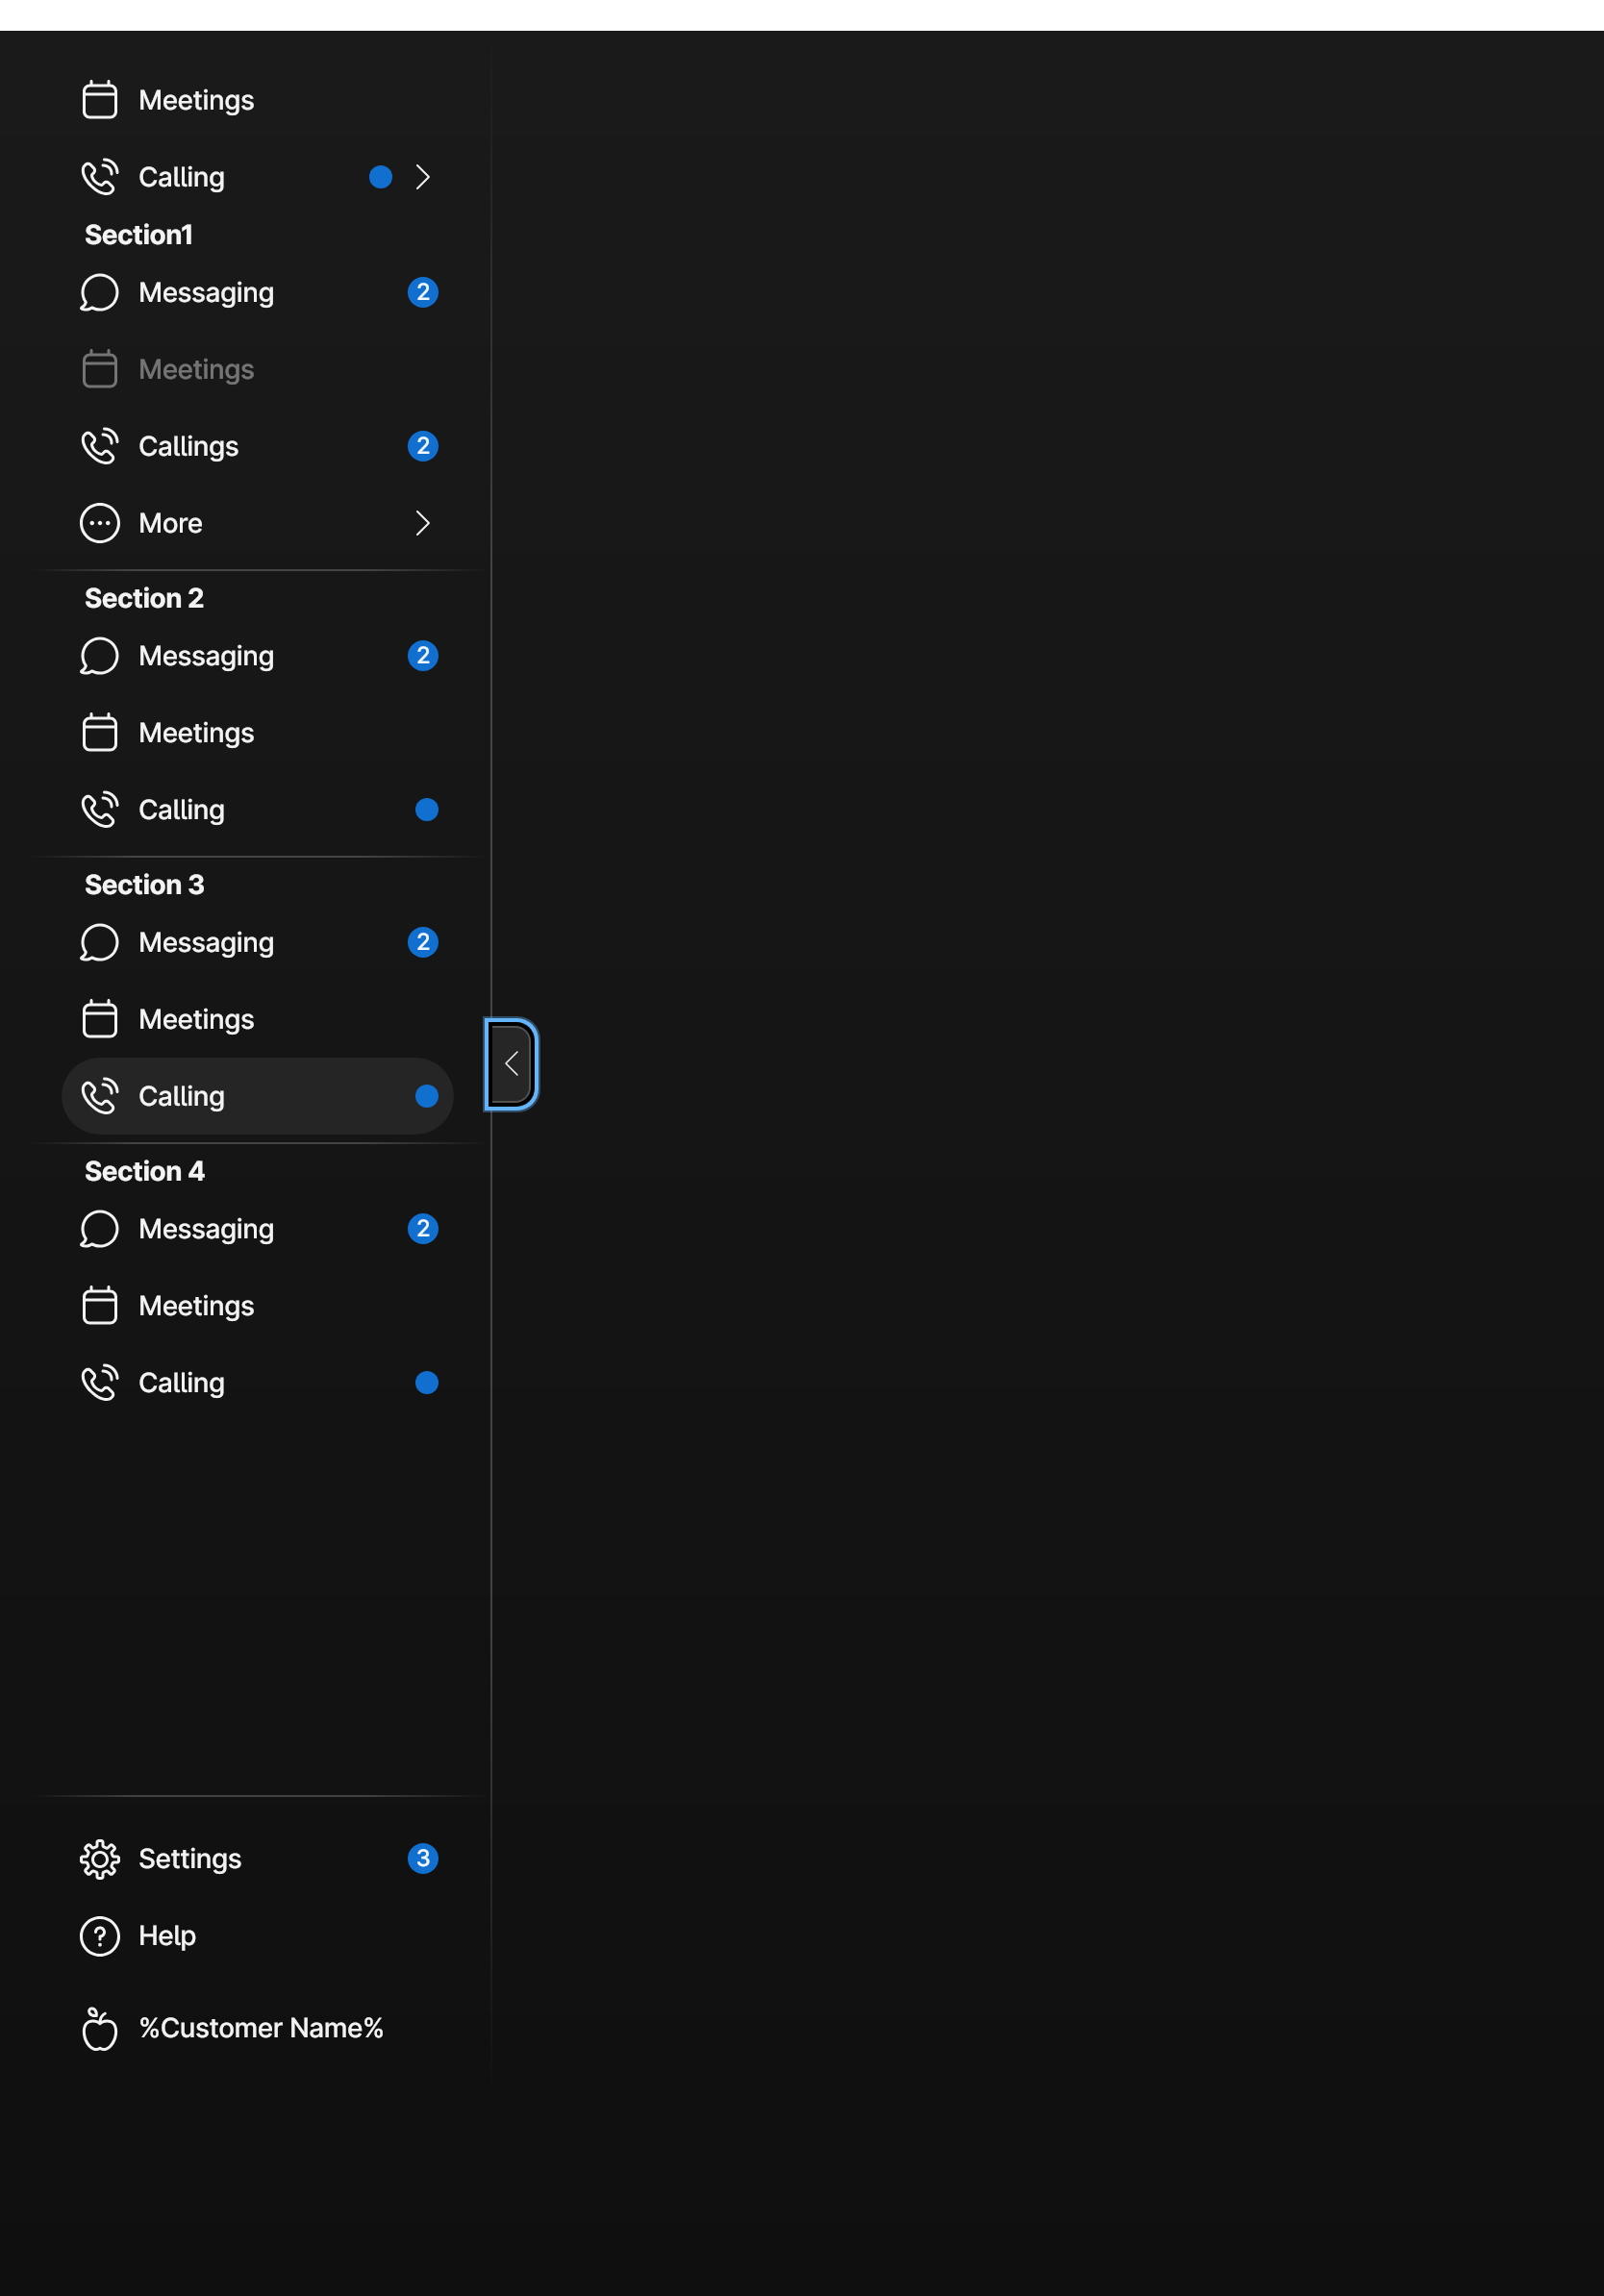 Meetings
Calling
Section1
Messaging 2
Meetings
Callings 2
More
Section 2
Messaging 2
Meetings
Calling
Section 3
Messaging 2
Meetings
Calling
Section 4
Messaging 2
Meetings
Calling
Settings 3
Help
%Customer Name%